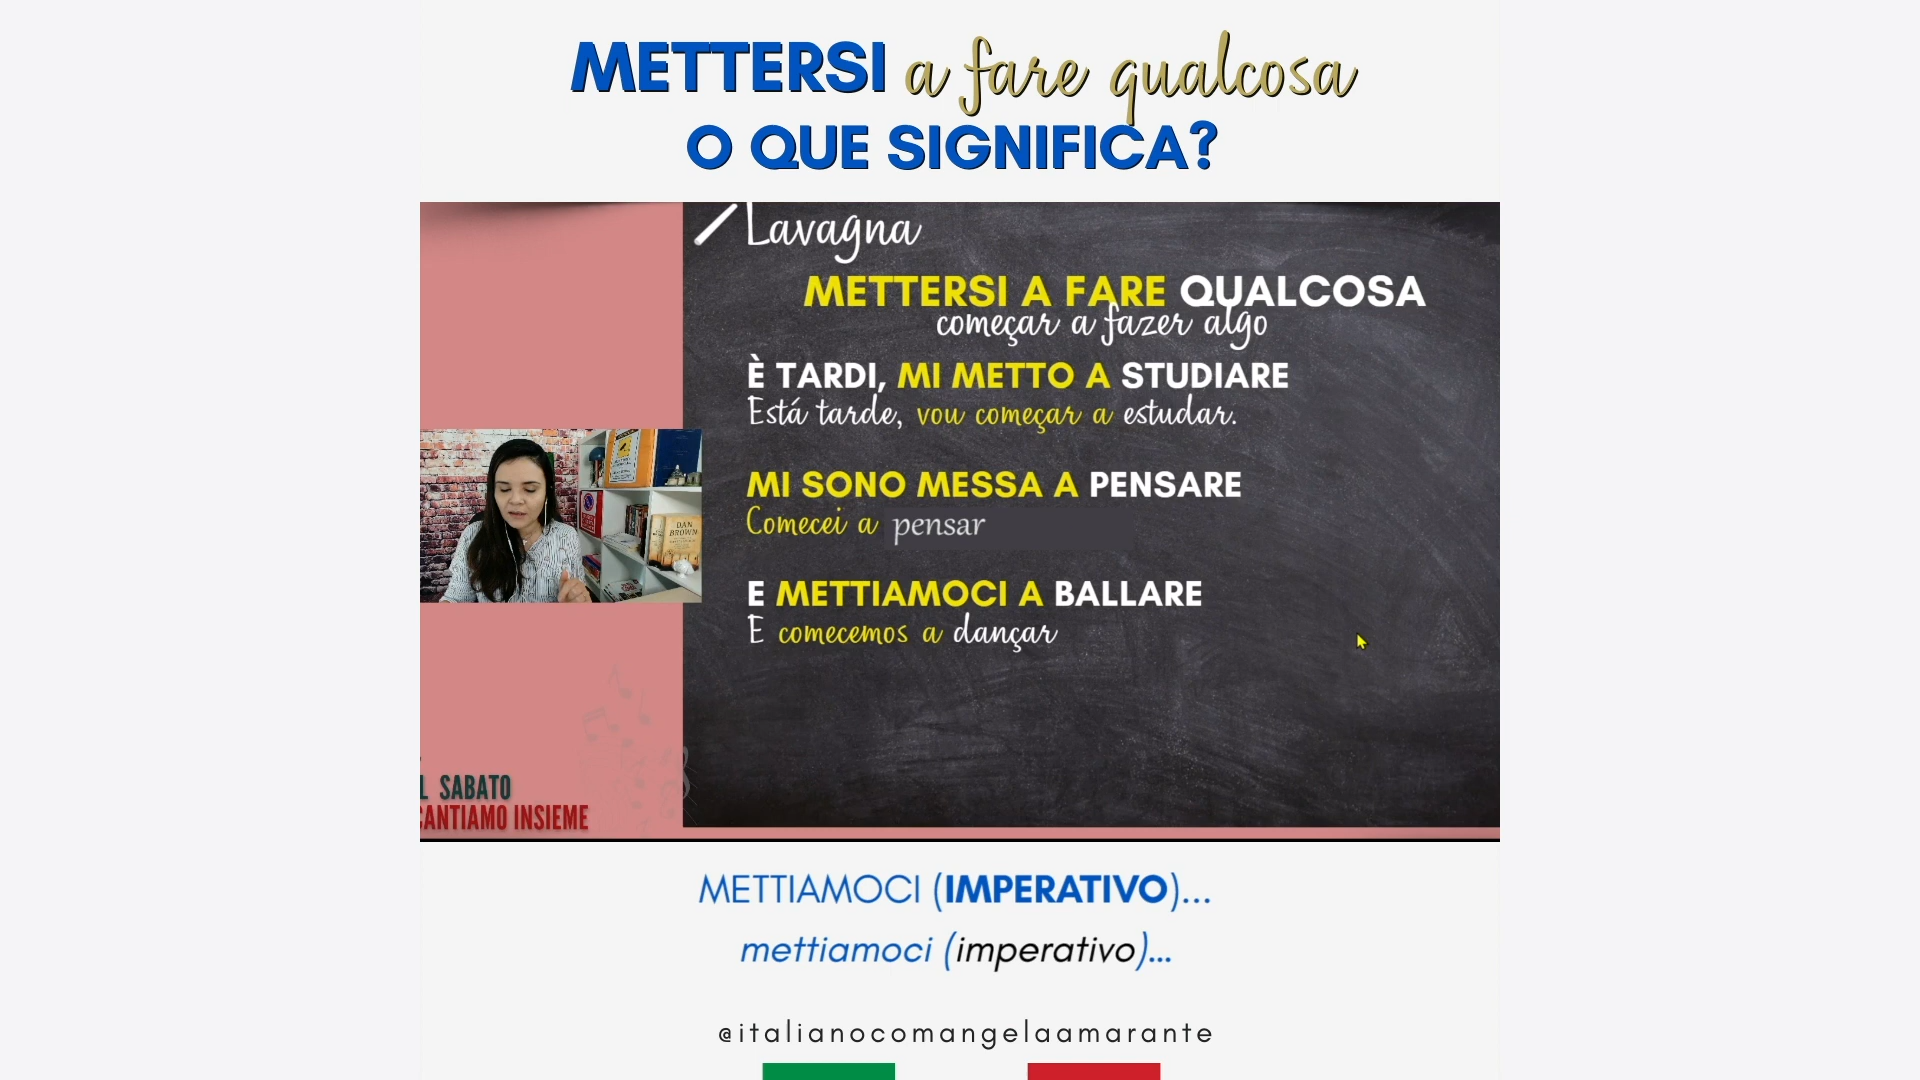 METTERSI a fare qualcosa
O QUE SIGNIFICA?
Lavagna
METTERSI A FARE QUALCOSA
começar a fazer algo
È TARDI, MI METTO A STUDIARE
Está tarde, vou começar a estudar.
MI SONO MESSA A PENSARE
Comecei a pensar
E METTIAMOCI A BALLARE
E comecemos a dançar
DAN
BROWN
L SABATO
CANTIAMO INSIEME
METTIAMOCI (IMPERATIVO)...
mettiamoci (imperativo)...
@italianocomangelaamarante